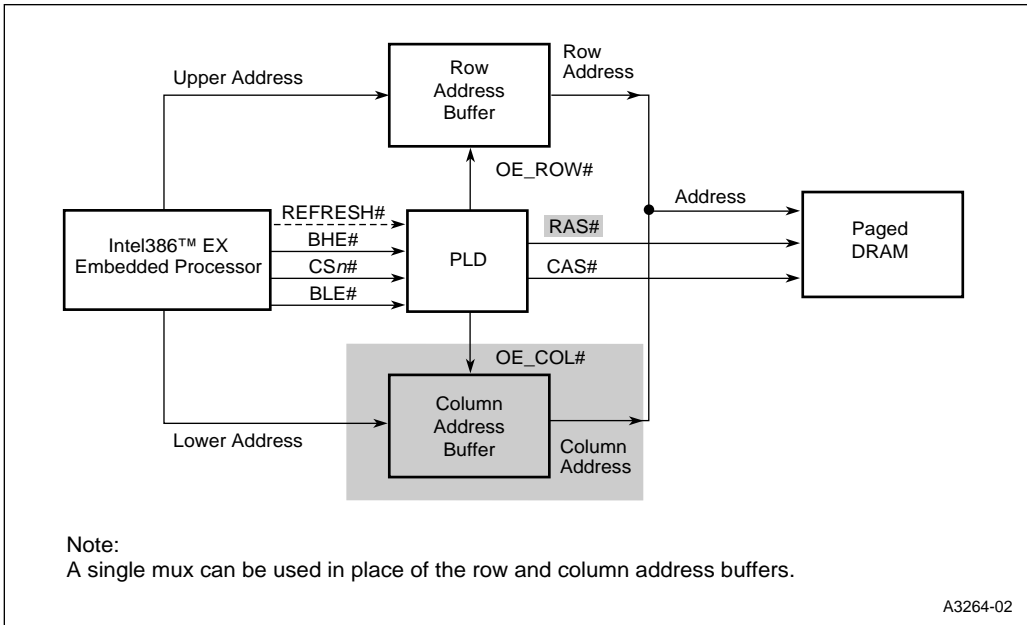 Upper Address
Row
Address
Buffer
Row
Address
OE_ROW#
Address
REFRESH#
BHE#
CSn#
BLE#
Intel386™ EX
Embedded Processor
PLD
RAS#
CAS#
Paged
DRAM
OE_COL#
Column
Address
Buffer
Lower Address
Column
Address
Note:
A single mux can be used in place of the row and column address buffers.
A3264-02